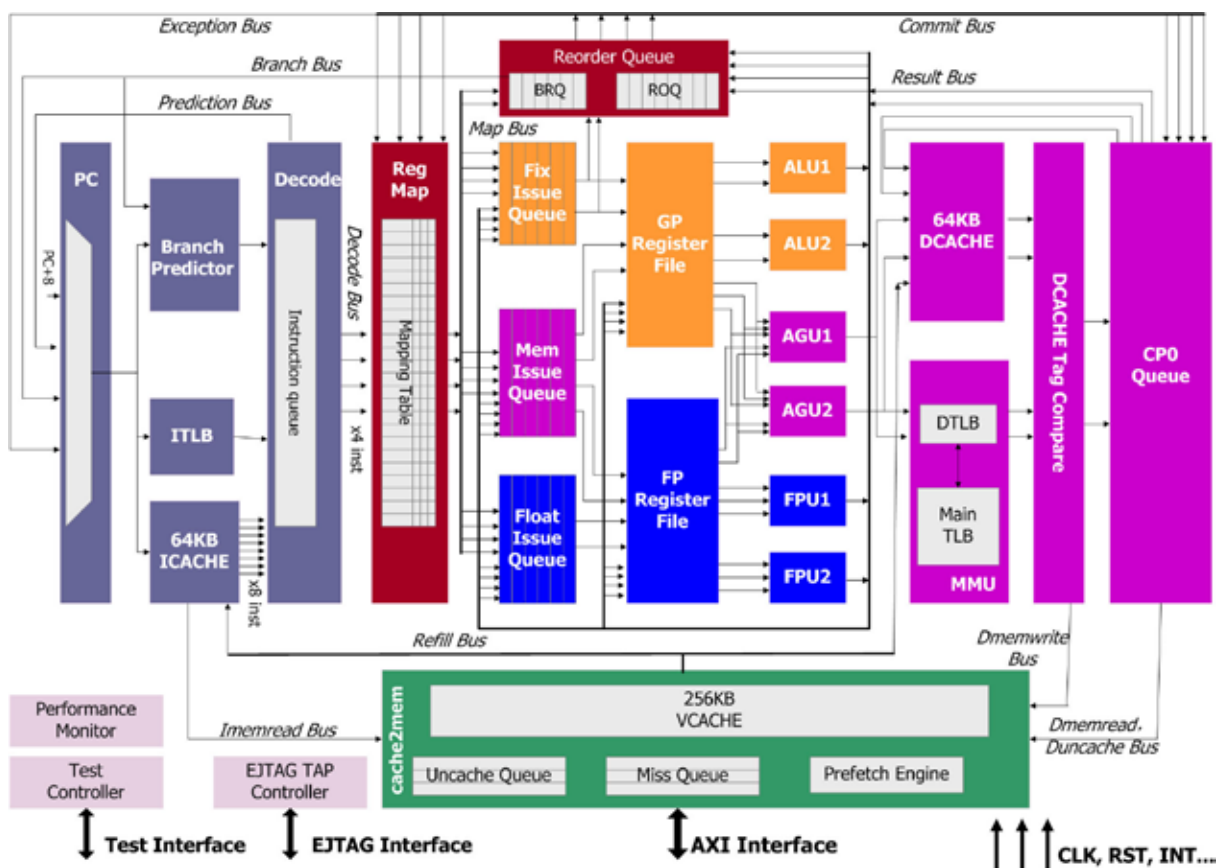 Exception Bus
Commit Bus
Reorder Queue
Branch Bus
BRQ
ROQ
Result Bus
Prediction Bus
Map Bus
PC
Decode
Reg
Map
Fix
Issue
Queue
ALU1
GP
Register
File
64KB
DCACHE
Branch
Predictor
ALU2
PC+8
Decode Bus
Instruction queue
Mapping Table
DCACHE Tag Compare
CP0
Queue
Mem
Issue
Queue
AGU1
AGU2
ITLB
x4 inst
DTLB
FP
Register
File
Float
Issue
Queue
FPU1
Main
TLB
64KB
ICACHE
x8 inst
FPU2
MMU
Refill Bus
Dmemwrite
Bus
cache2mem
256KB
VCACHE
Performance
Monitor
Imemread Bus
Dmemread,
Duncache Bus
Test
Controller
EJTAG TAP
Controller
Uncache Queue
Miss Queue
Prefetch Engine
Test Interface
EJTAG Interface
AXI Interface
CLK, RST, INT...